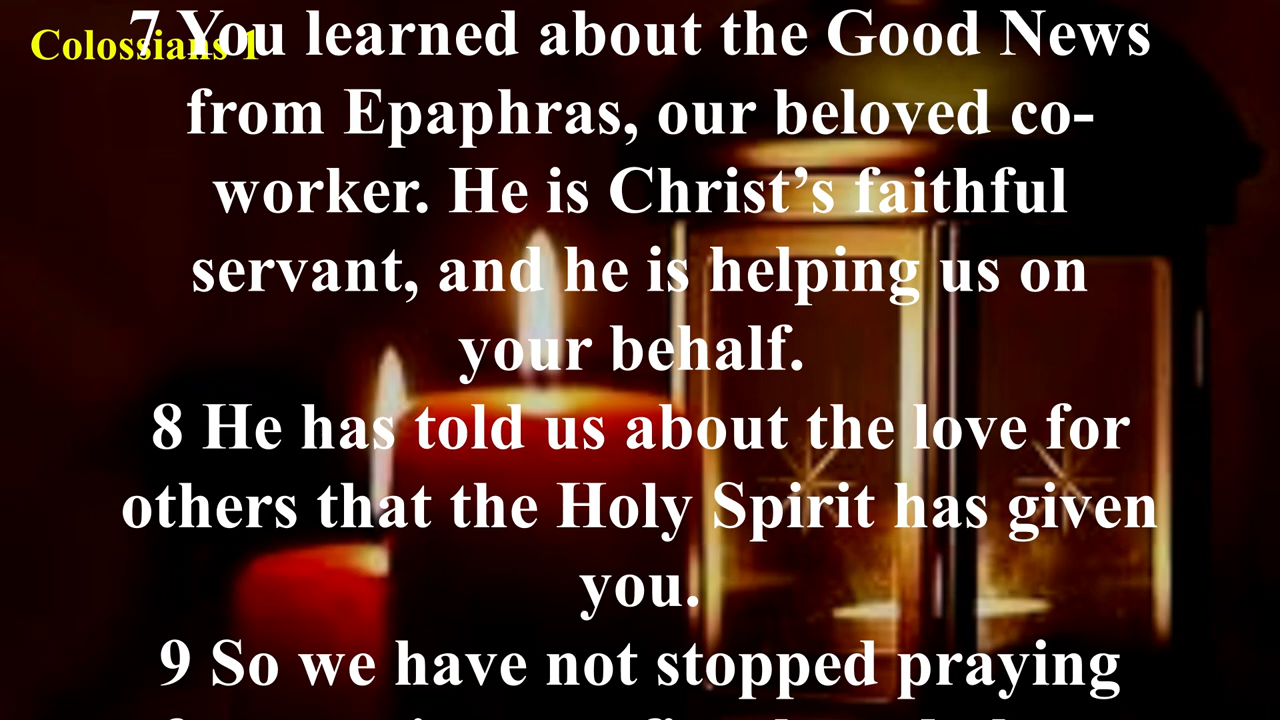 Colossians 1
7 You learned about the Good News
from Epaphras, our beloved co-
worker. He is Christ’s faithful
servant, and he is helping us on
your behalf.
8 He has told us about the love for
others that the Holy Spirit has given
you.
9 So we have not stopped praying